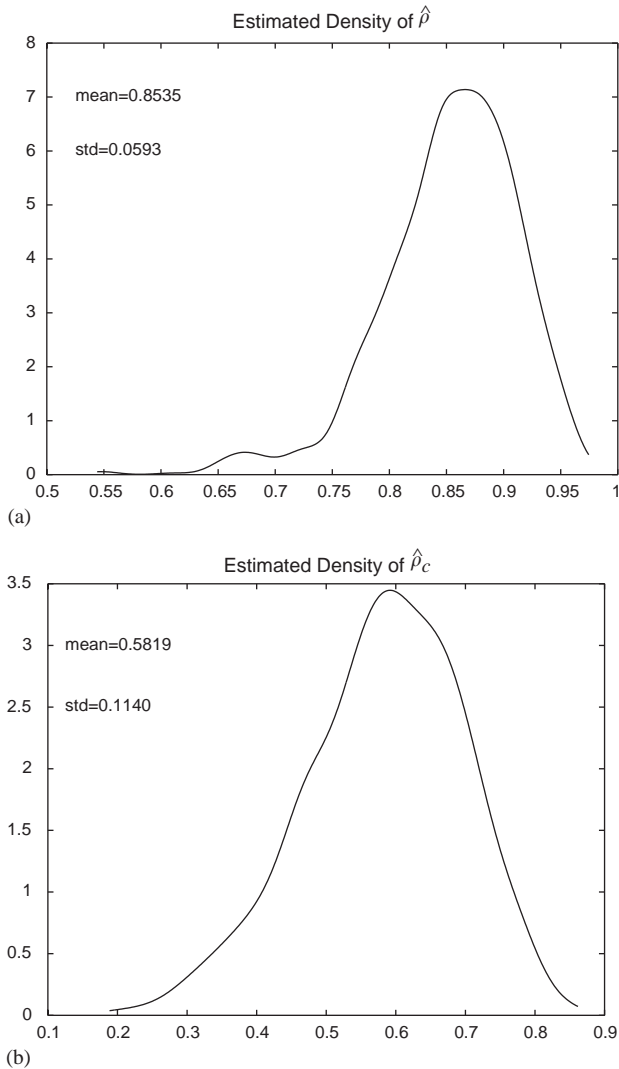 Estimated Density of ρ̂
8
7
6
5
4
3
2
1
0
mean=0.8535
std=0.0593
0.5 0.55 0.6 0.65 0.7 0.75 0.8 0.85 0.9 0.95 1
(a)
Estimated Density of ρ̂c
3.5
3
2.5
2
1.5
1
0.5
0
mean=0.5819
std=0.1140
0.1 0.2 0.3 0.4 0.5 0.6 0.7 0.8 0.9
(b)